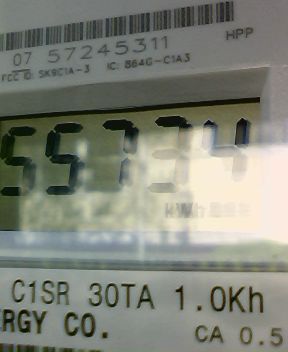 07 57245311
HPP
FCC ID: SK9C1A-3 IC: 864G-C1A3
55734
kWh
C1SR 30TA 1.0Kh
RGY CO.
CA 0.5